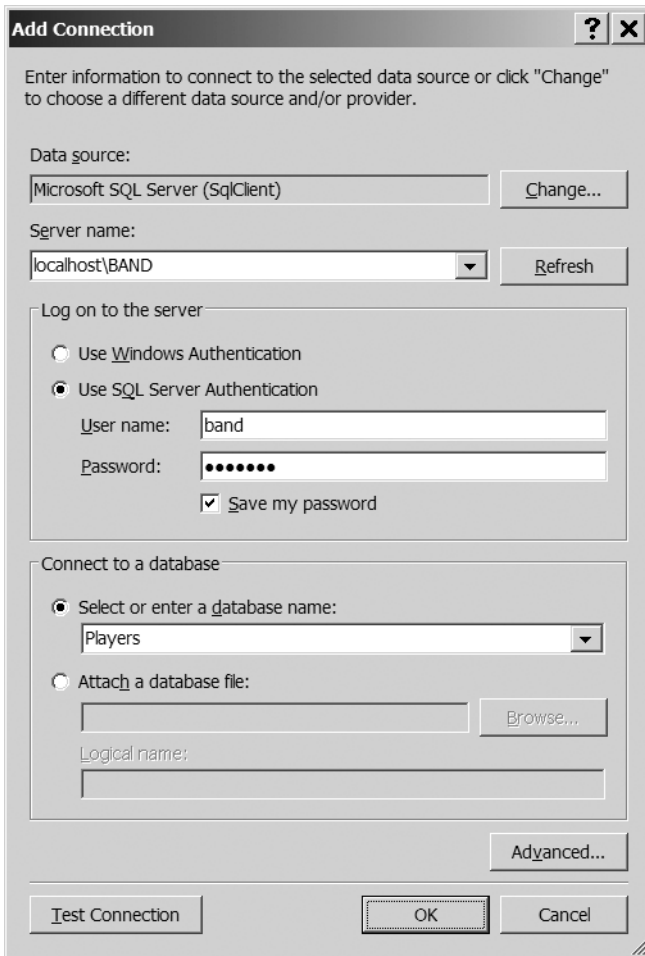 Add Connection
Enter information to connect to the selected data source or click "Change"
to choose a different data source and/or provider.
Data source:
Microsoft SQL Server (SqlClient)
Change...
Server name:
localhost\BAND
Refresh
Log on to the server
Use Windows Authentication
Use SQL Server Authentication
User name:
band
Password:
●●●●●●●
Save my password
Connect to a database
Select or enter a database name:
Players
Attach a database file:
Browse...
Logical name:
Advanced...
Test Connection
OK
Cancel